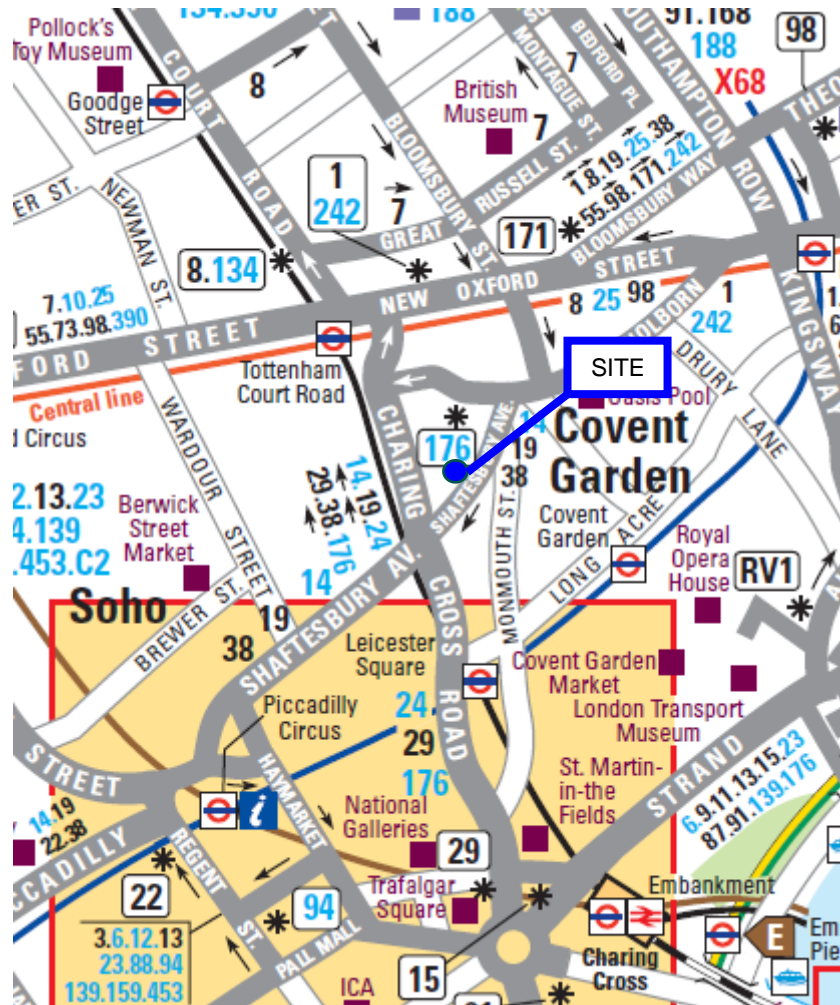 134.390
188
91.168
188
X68
98
Pollock's
Toy Museum
Goodge
Street
COURT
ROAD
8
BLOOMSBURY ST.
MONTAGUE ST.
7
BEDFORD PL
SOUTHAMPTON
ROW
THEO
British
Museum
7
RUSSELL ST.
GREAT
1.8.19.25.38
55.98.171.242
BLOOMSBURY WAY
ER ST.
NEWMAN ST.
1
242
7
171
8.134
7.10.25
55.73.98.390
FORD STREET
NEW OXFORD STREET
8 25 98
HOLBORN
1
242
KINGSWAY
Tottenham
Court Road
Central line
d Circus
SITE
Oasis Pool
DRURY LANE
WARDOUR STREET
CHARING
CROSS
ROAD
176
SHAFTESBURY AVE.
14
19
38
Covent
Garden
2.13.23
4.139
.453.C2
Berwick
Street
Market
14.19.24
29.38.176
MONMOUTH ST.
Covent
Garden
LONG ACRE
Royal
Opera
House
RV1
14
Soho
BREWER ST.
19
38
SHAFTESBURY AV.
Leicester
Square
Covent Garden
Market
London Transport
Museum
Piccadilly
Circus
24
29
176
STREET
HAYMARKET
St. Martin-
in-the
Fields
STRAND
6.9.11.13.15.23
87.91.139.176
14.19
22.38
CCADILLY
i
National
Galleries
29
REGENT
ST.
22
Trafalgar
Square
Embankment
E
Em
Pie
94
3.6.12.13
23.88.94
139.159.453
PALL MALL
15
Charing
Cross
ICA